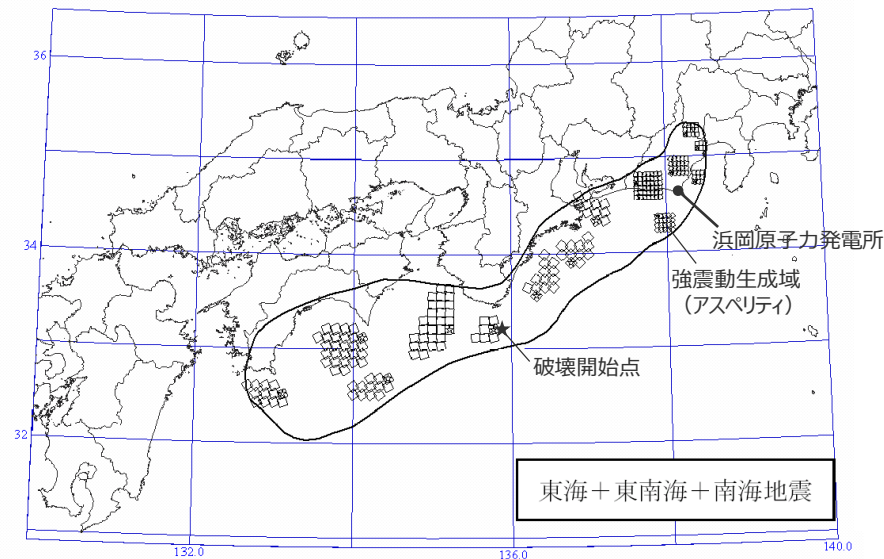 36
34
浜岡原子力発電所
強震動生成域
(アスペリティ)
破壊開始点
32
東海+東南海+南海地震
132.0
136.0
140.0